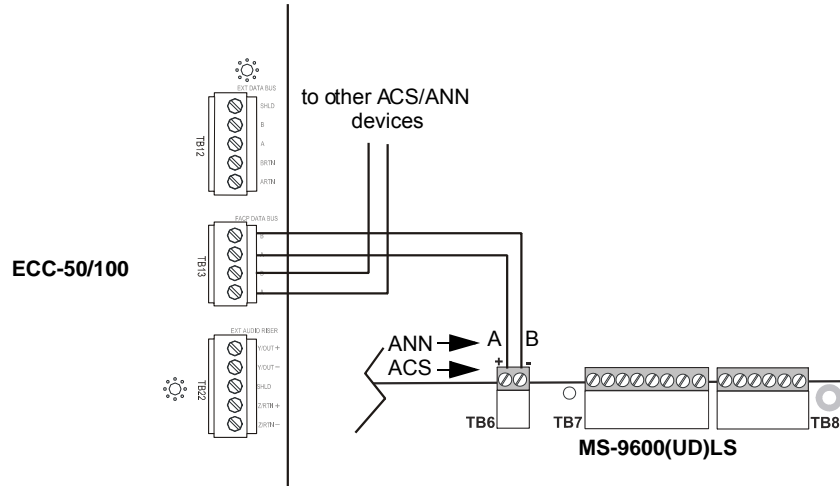 EXT DATA BUS
SHLD
B
A
BRTN
ARTN
TB12
to other ACS/ANN
devices
FACP DATA BUS
B
A
B
A
TB13
ECC-50/100
EXT AUDIO RISER
Y/OUT+
Y/OUT-
SHLD
Z/RTN+
Z/RTN-
TB22
ANN
A
B
ACS
+
-
TB6
TB7
TB8
MS-9600(UD)LS